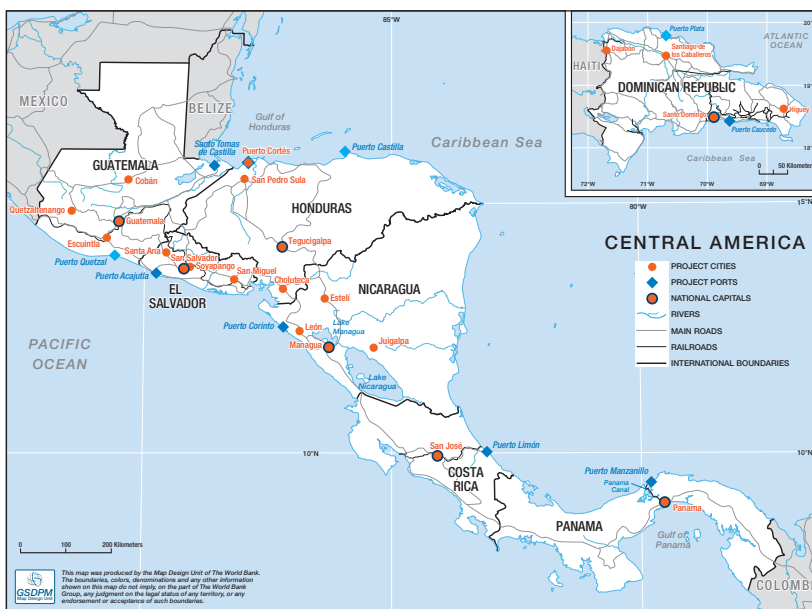 85°W
MEXICO
BELIZE
Gulf of
Honduras
Caribbean Sea
Santo Tomas
de Castilla
Puerto Cortés
Puerto Castilla
GUATEMALA
Cobán
San Pedro Sula
Quetzaltenango
Guatemala
HONDURAS
80°W
15°N
Escuintla
Tegucigalpa
Santa Ana
San Salvador
Soyapango
Puerto Quetzal
Puerto Acajutla
San Miguel
Choluteca
EL
SALVADOR
NICARAGUA
Estelí
Puerto Corinto
León
Lake
Managua
Managua
Juigalpa
PACIFIC
OCEAN
Lake
Nicaragua
10°N
San José
Puerto Limón
10°N
COSTA
RICA
Puerto Manzanillo
Panama
Canal
Panama
PANAMA
Gulf of
Panama
COLOMB
0 100 200 Kilometers
GSDPM
Map Design Unit
This map was produced by the Map Design Unit of The World Bank.
The boundaries, colors, denominations and any other information
shown on this map do not imply, on the part of The World Bank
Group, any judgment on the legal status of any territory, or any
endorsement or acceptance of such boundaries.
Puerto Plata
ATLANTIC
OCEAN
20°N
Dajabon
Santiago de
los Caballeros
HAITI
DOMINICAN REPUBLIC
19°N
Higuey
Santo Domingo
Puerto Caucedo
18°N
Caribbean Sea
0 50 Kilometers
72°W
71°W
70°W
69°W
CENTRAL AMERICA
PROJECT CITIES
PROJECT PORTS
NATIONAL CAPITALS
RIVERS
MAIN ROADS
RAILROADS
INTERNATIONAL BOUNDARIES